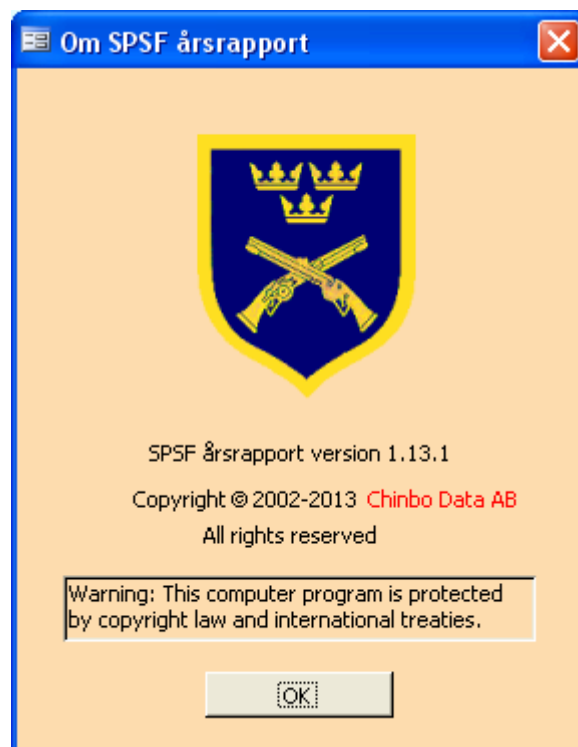 Om SPSF årsrapport
SPSF årsrapport version 1.13.1
Copyright © 2002-2013 Chinbo Data AB
All rights reserved
Warning: This computer program is protected
by copyright law and international treaties.
OK